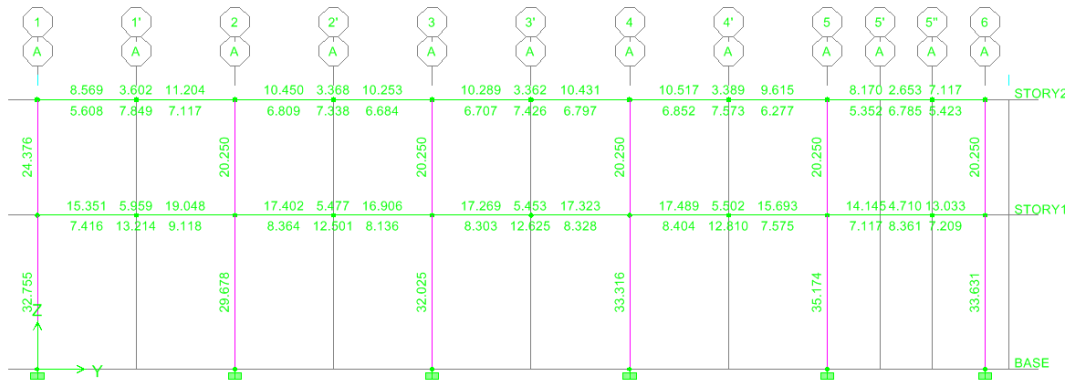 1 1' 2 2' 3 3' 4 4' 5 5' 5" 6
A A A A A A A A A A A A
8.569 3.602 11.204 10.450 3.368 10.253 10.289 3.362 10.431 10.517 3.389 9.615 8.170 2.653 7.117
STORY2
5.608 7.849 7.117 6.809 7.338 6.684 6.707 7.426 6.797 6.852 7.573 6.277 5.352 6.785 5.423
24.376 20.250 20.250 20.250 20.250 20.250
15.351 5.959 19.048 17.402 5.477 16.906 17.269 5.453 17.323 17.489 5.502 15.693 14.145 4.710 13.033
STORY1
7.416 13.214 9.118 8.364 12.501 8.136 8.303 12.625 8.328 8.404 12.810 7.575 7.117 8.361 7.209
32.755 29.678 32.025 33.316 35.174 33.631
Z
BASE
Y